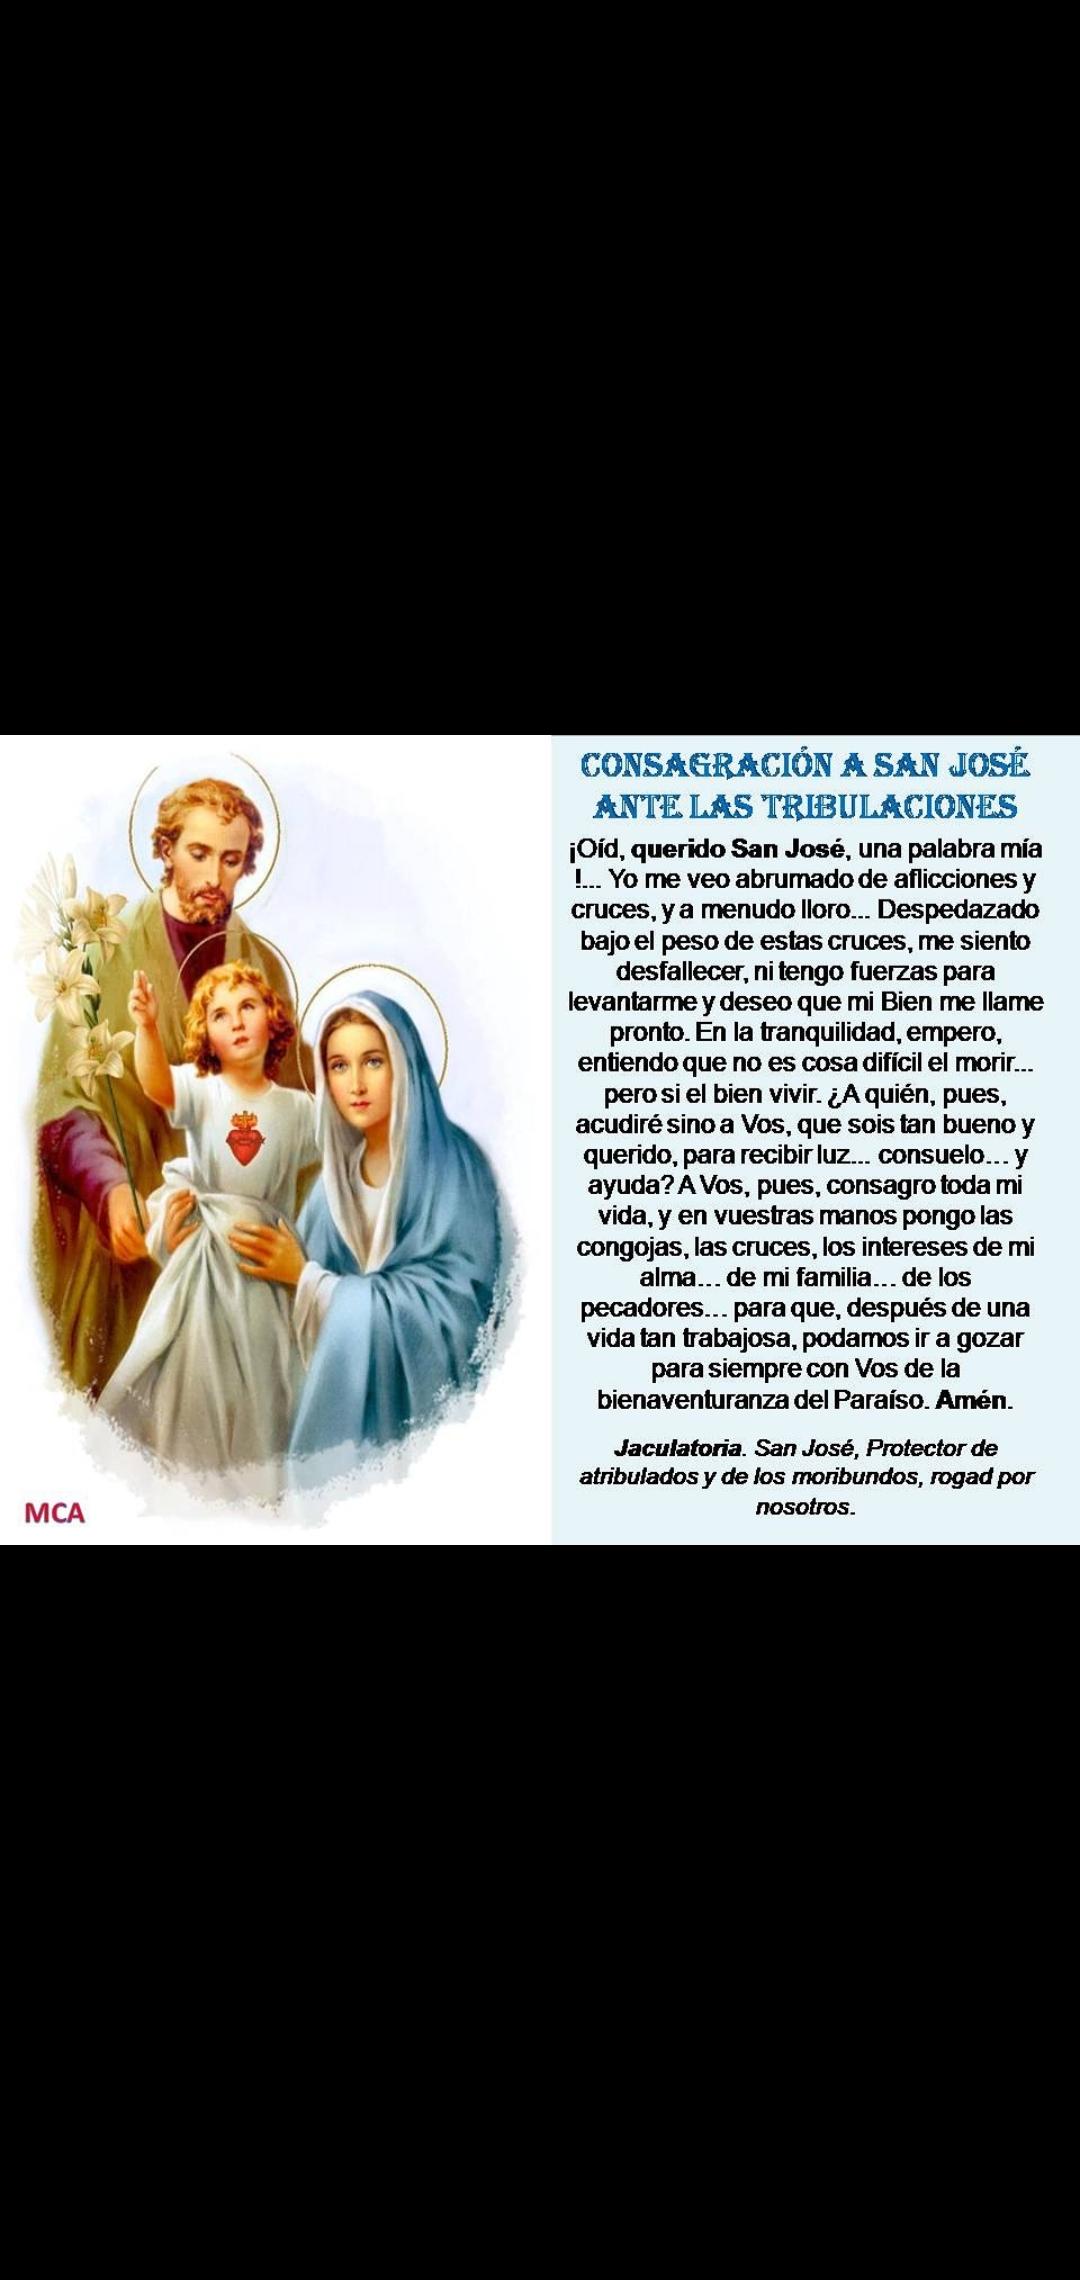 CONSAGRACIÓN A SAN JOSÉ
ANTE LAS TRIBULACIONES
¡Oíd, querido San José, una palabra mía
!... Yo me veo abrumado de aflicciones y
cruces, y a menudo lloro... Despedazado
bajo el peso de estas cruces, me siento
desfallecer, ni tengo fuerzas para
levantarme y deseo que mi Bien me llame
pronto. En la tranquilidad, empero,
entiendo que no es cosa difícil el morir...
pero si el bien vivir. ¿A quién, pues,
acudiré sino a Vos, que sois tan bueno y
querido, para recibir luz... consuelo... y
ayuda? A Vos, pues, consagro toda mi
vida, y en vuestras manos pongo las
congojas, las cruces, los intereses de mi
alma... de mi familia... de los
pecadores... para que, después de una
vida tan trabajosa, podamos ir a gozar
para siempre con Vos de la
bienaventuranza del Paraíso. Amén.
Jaculatoria. San José, Protector de
atribulados y de los moribundos, rogad por
nosotros.
MCA